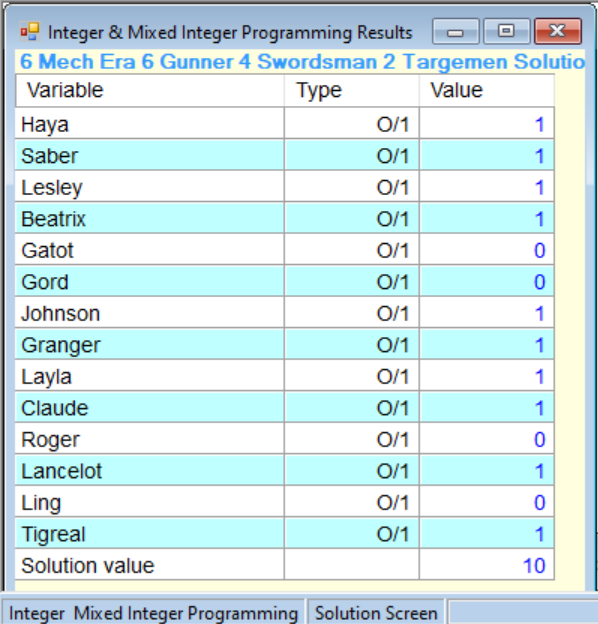 Integer & Mixed Integer Programming Results
6 Mech Era 6 Gunner 4 Swordsman 2 Targemen Solutio
Variable Type Value
Haya O/1 1
Saber O/1 1
Lesley O/1 1
Beatrix O/1 1
Gatot O/1 0
Gord O/1 0
Johnson O/1 1
Granger O/1 1
Layla O/1 1
Claude O/1 1
Roger O/1 0
Lancelot O/1 1
Ling O/1 0
Tigreal O/1 1
Solution value 10
Integer Mixed Integer Programming Solution Screen